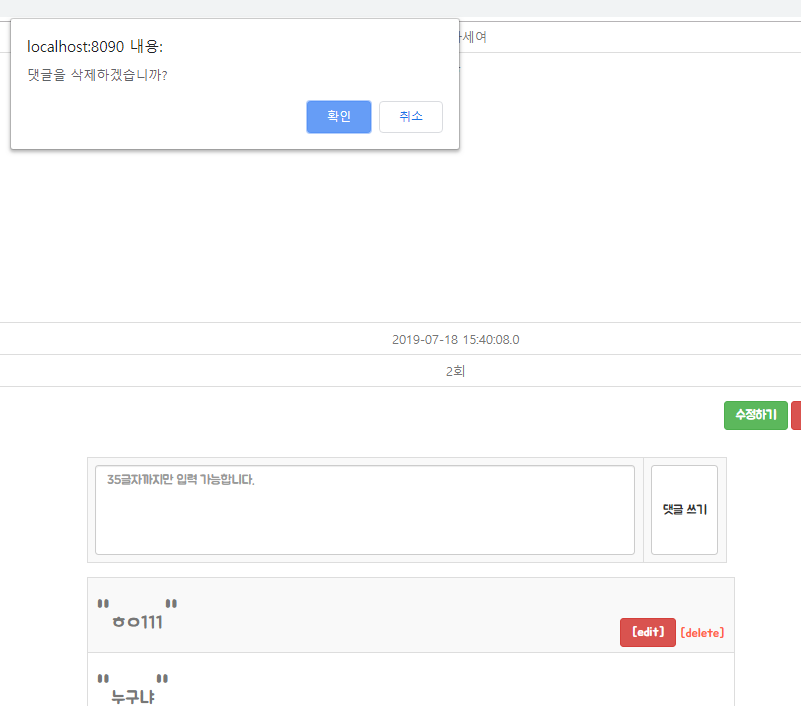 localhost:8090 내용:
댓글을 삭제하겠습니까?
확인 취소
세여
2019-07-18 15:40:08.0
2회
수정하기
35글자까지만 입력 가능합니다.
댓글 쓰기
"ㅎㅇ111"
[edit] [delete]
"누구냐"